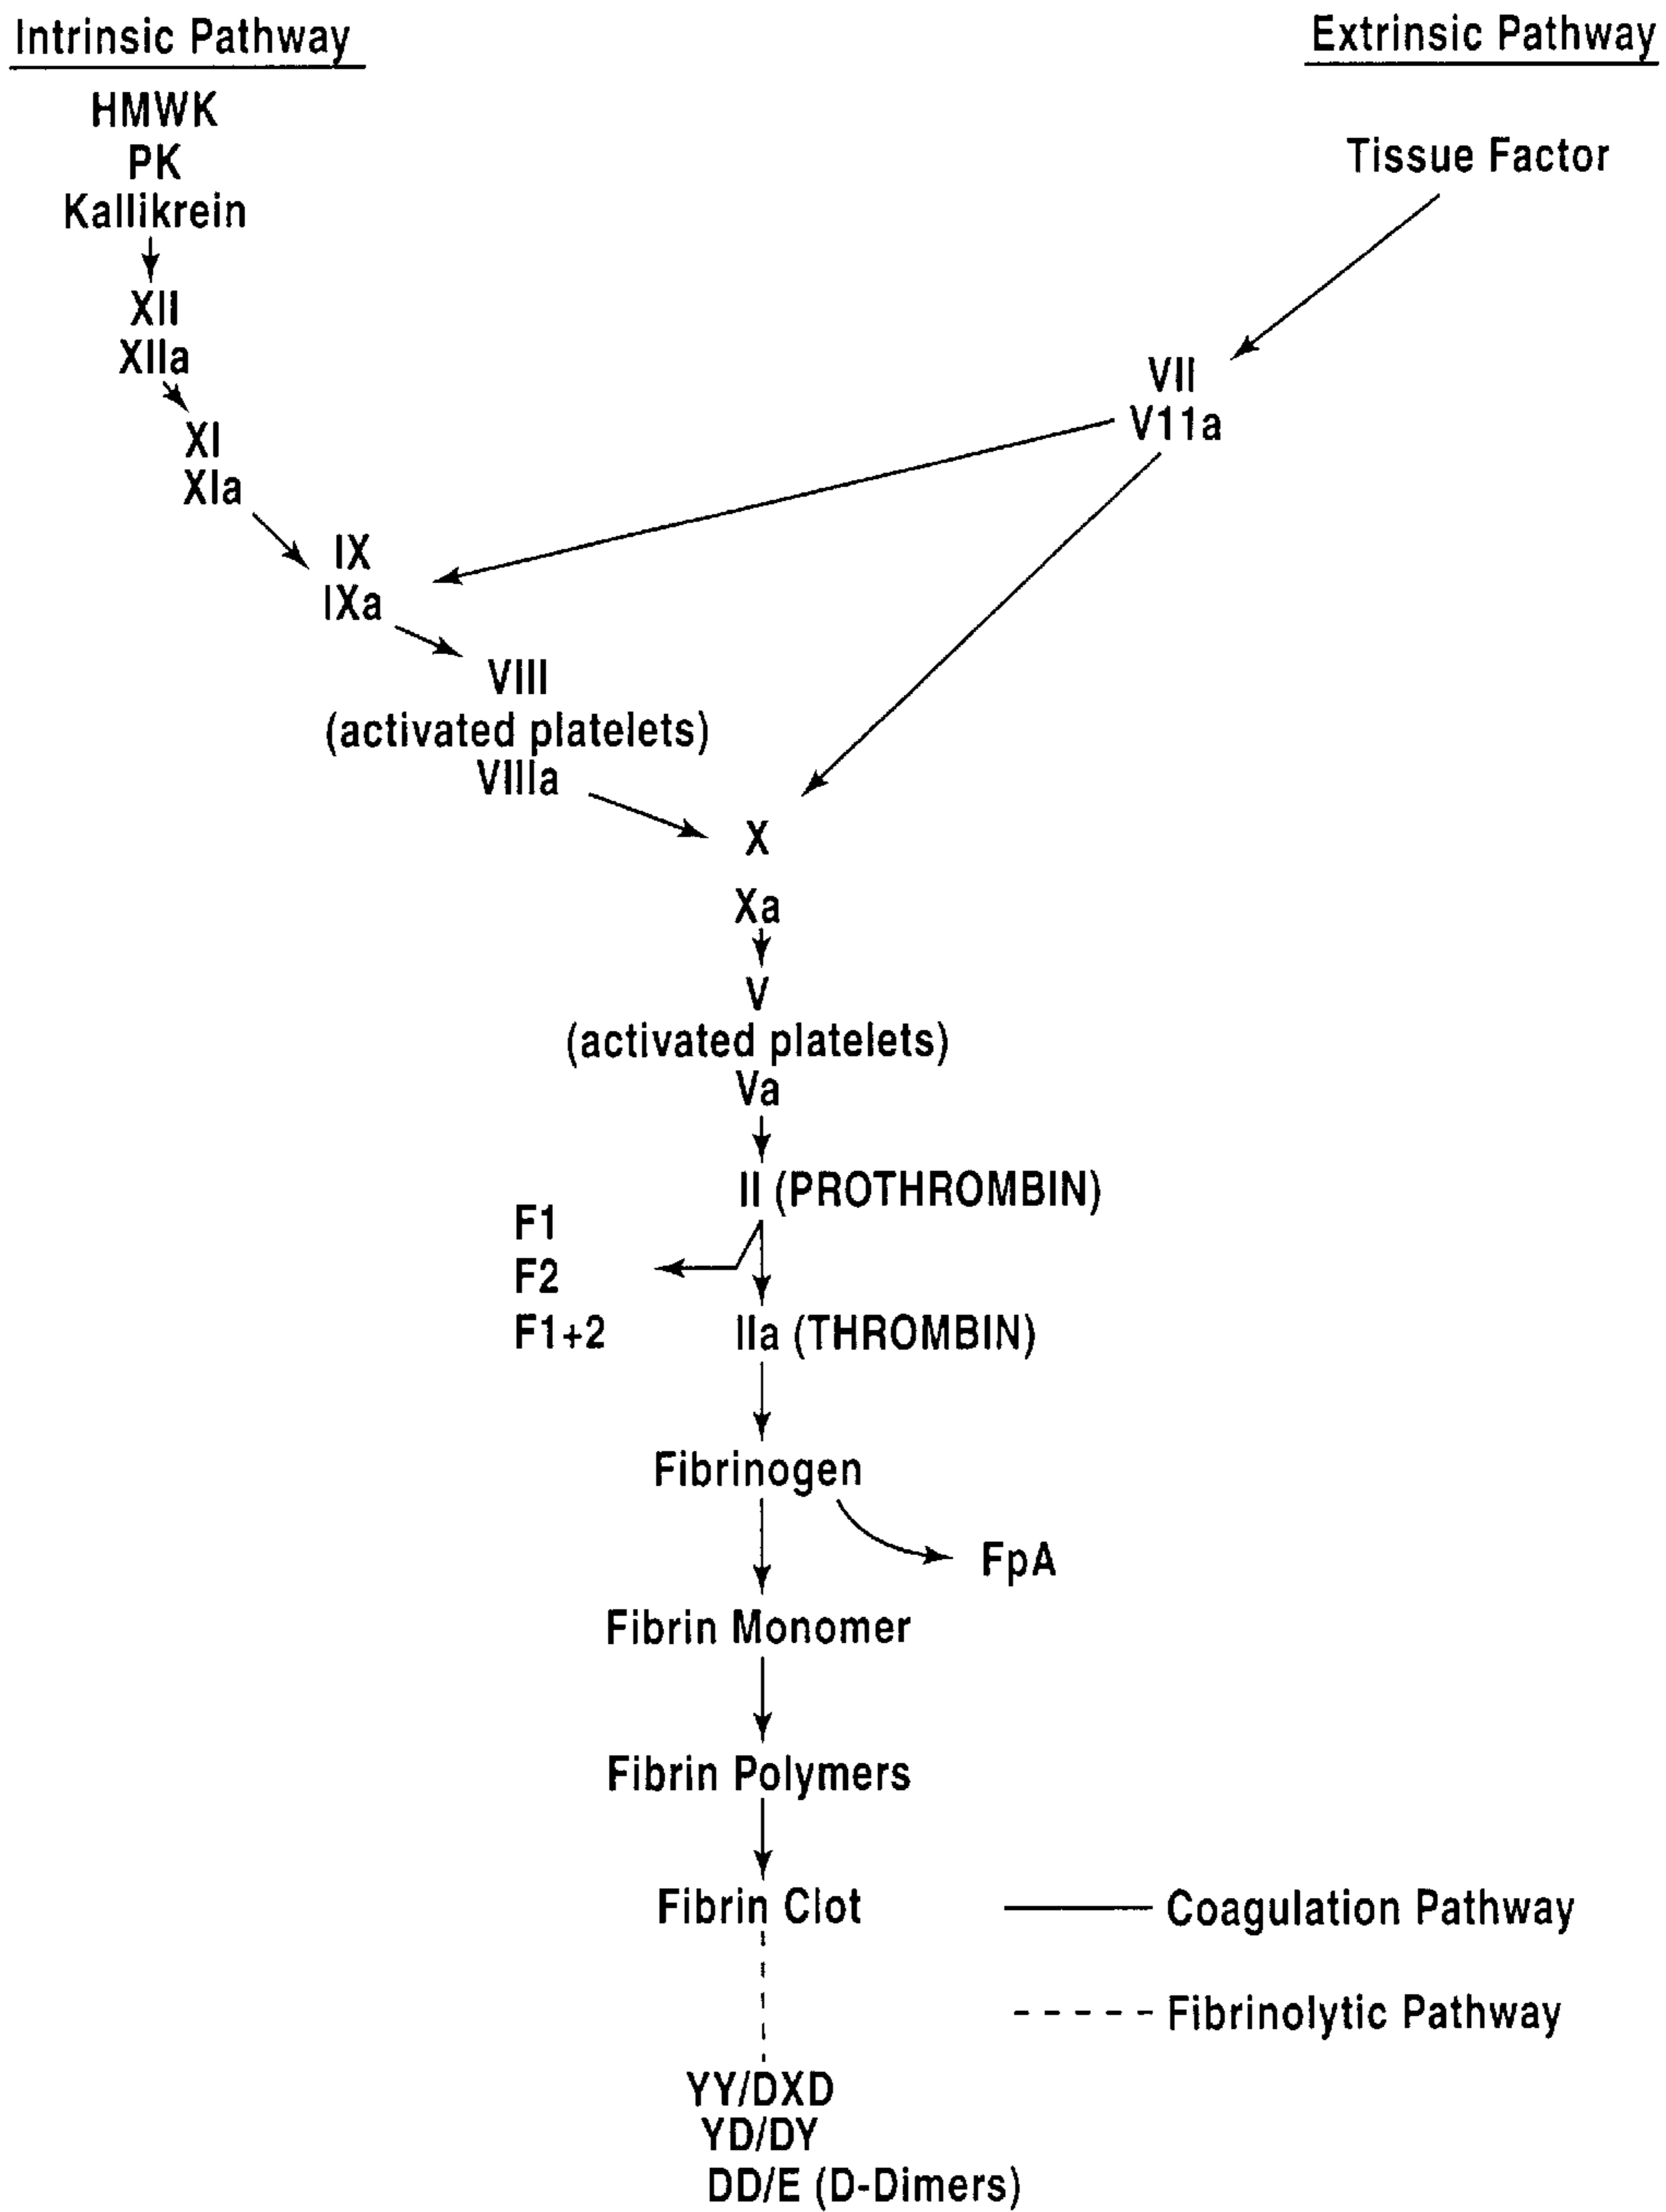 Intrinsic Pathway
Extrinsic Pathway
HMWK
PK
Kallikrein
Tissue Factor
XII
XIIa
VII
V11a
XI
XIa
IX
IXa
VIII
(activated platelets)
VIIIa
X
Xa
V
(activated platelets)
Va
II (PROTHROMBIN)
F1
F2
F1+2
IIa (THROMBIN)
Fibrinogen
FpA
Fibrin Monomer
Fibrin Polymers
Fibrin Clot
Coagulation Pathway
Fibrinolytic Pathway
YY/DXD
YD/DY
DD/E (D-Dimers)